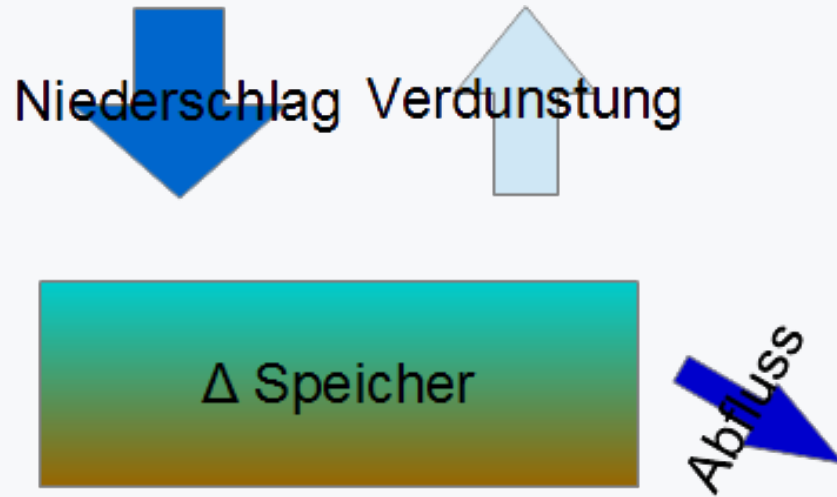 Niederschlag
Verdunstung
Δ Speicher
Abfluss